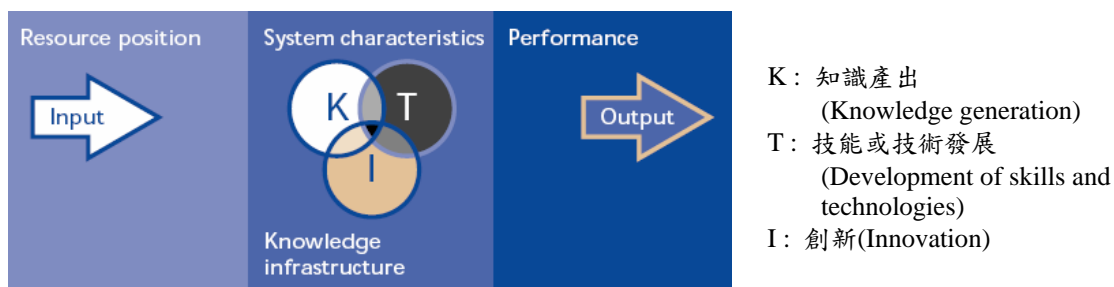 Resource position
Input
System characteristics
K
T
I
Knowledge
infrastructure
Performance
Output
K : 知識產出
(Knowledge generation)
T : 技能或技術發展
(Development of skills and
technologies)
I : 創新(Innovation)